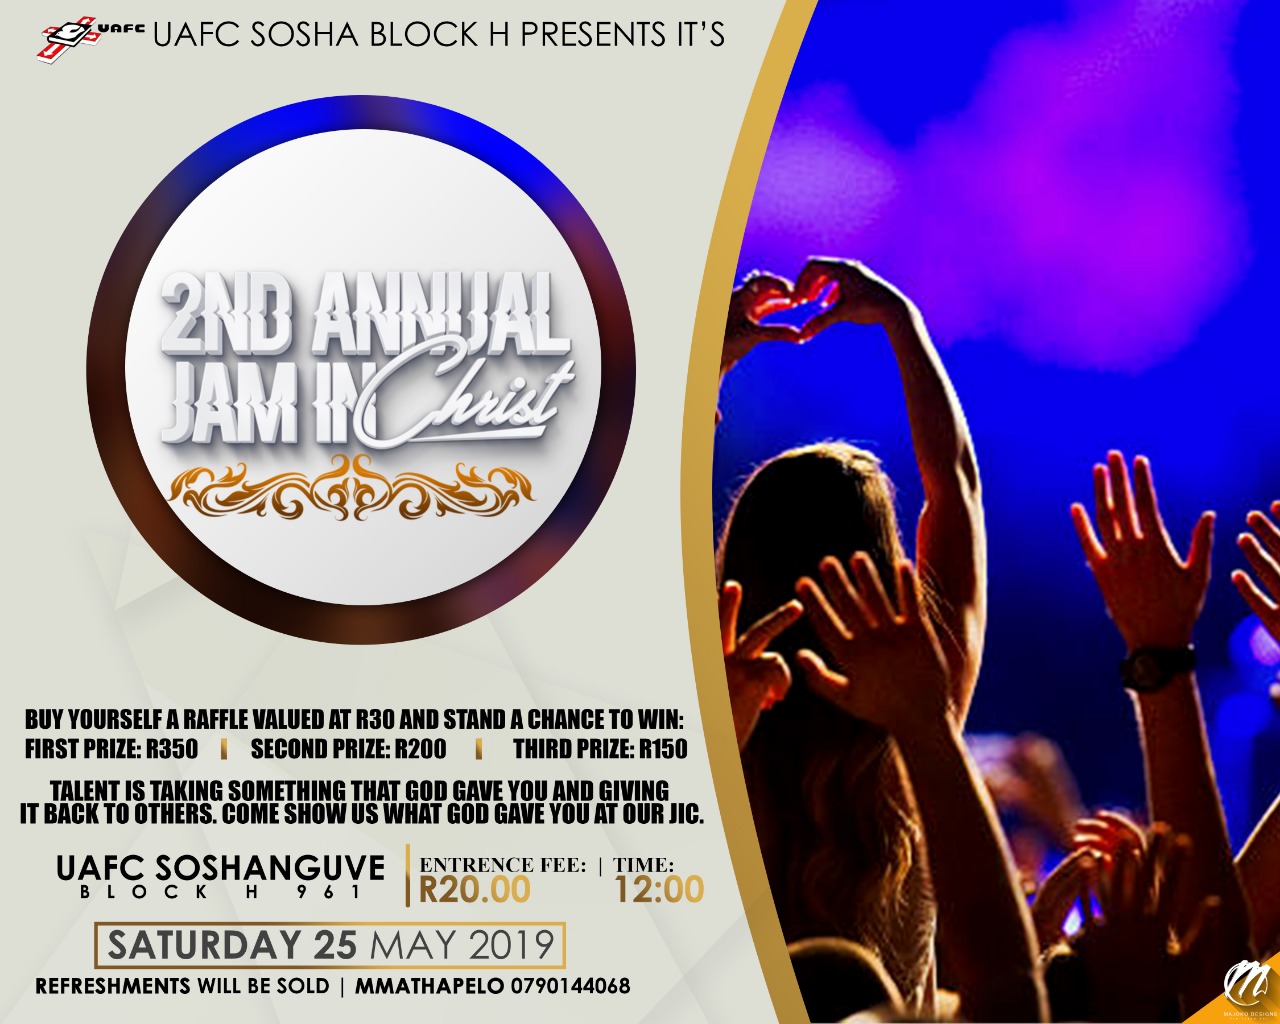 UAFC
UAFC SOSHA BLOCK H PRESENTS IT'S
2ND ANNUAL
JAM IN Christ
BUY YOURSELF A RAFFLE VALUED AT R30 AND STAND A CHANCE TO WIN:
FIRST PRIZE: R350 | SECOND PRIZE: R200 | THIRD PRIZE: R150
TALENT IS TAKING SOMETHING THAT GOD GAVE YOU AND GIVING
IT BACK TO OTHERS. COME SHOW US WHAT GOD GAVE YOU AT OUR JIC.
UAFC SOSHANGUVE
BLOCK H 961
ENTRENCE FEE: | TIME:
R20.00 12:00
SATURDAY 25 MAY 2019
REFRESHMENTS WILL BE SOLD | MMATHAPELO 0790144068